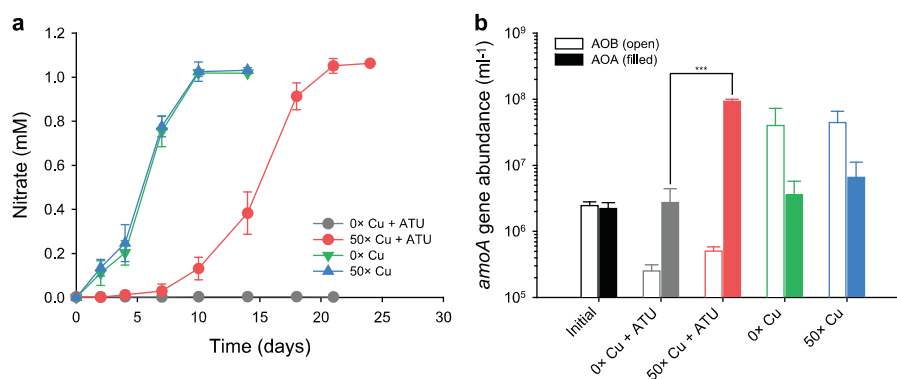 a
Nitrate (mM)
1.2
1.0
0.8
0.6
0.4
0.2
0.0
0 5 10 15 20 25 30
Time (days)
0× Cu + ATU
50× Cu + ATU
0× Cu
50× Cu
b
amoA gene abundance (ml⁻¹)
10⁹
10⁸
10⁷
10⁶
10⁵
AOB (open)
AOA (filled)
***
Initial
0× Cu + ATU
50× Cu + ATU
0× Cu
50× Cu